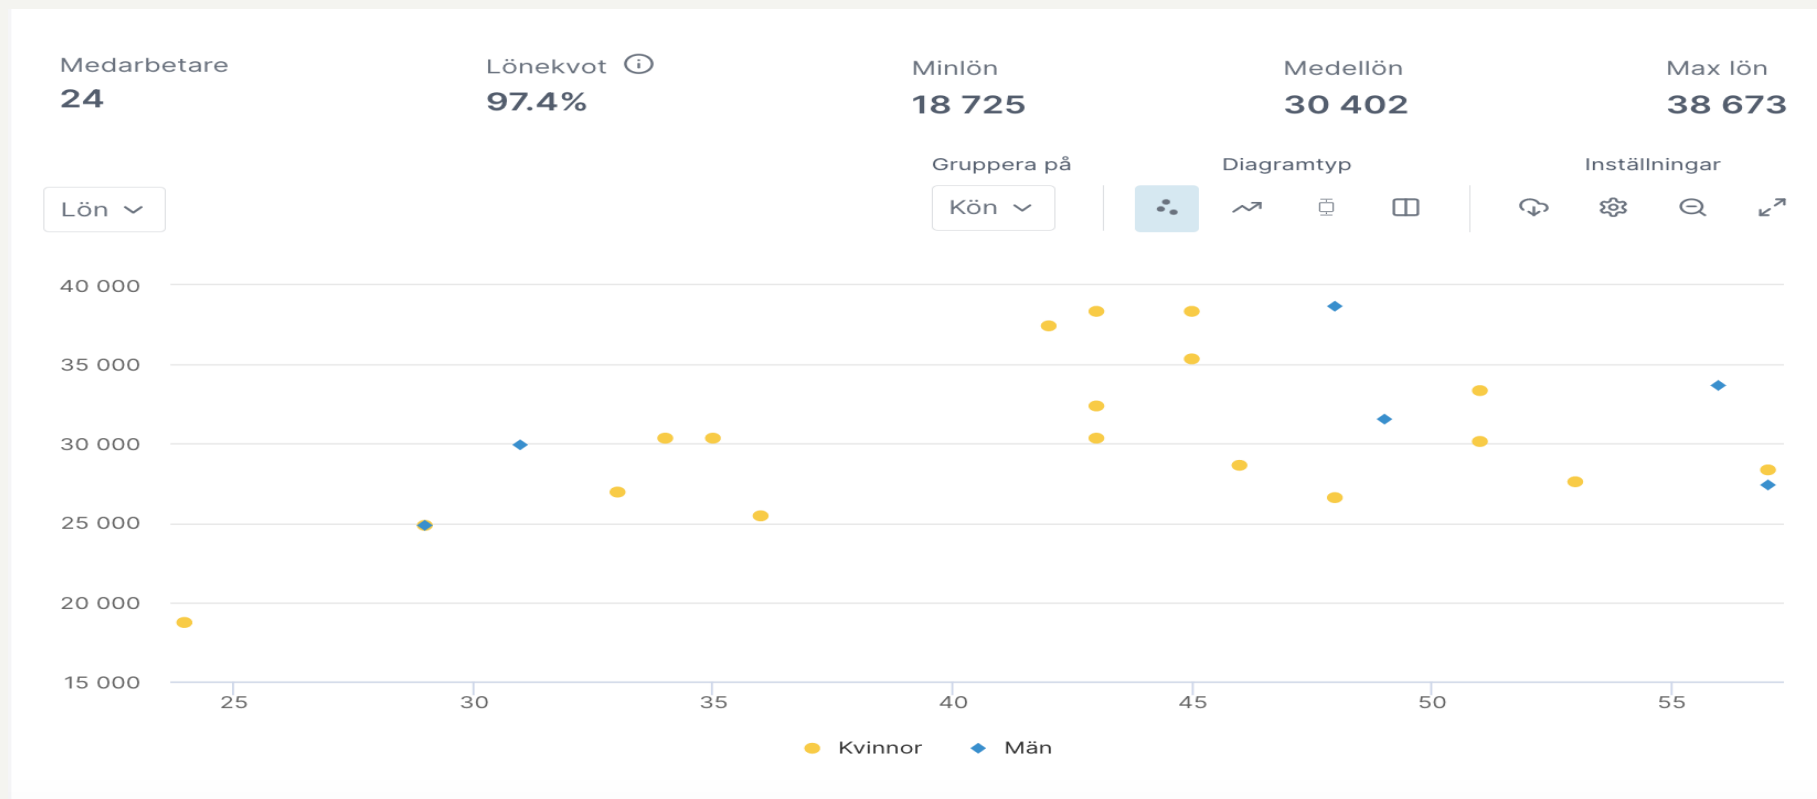 Medarbetare
24
Lönekvot
97.4%
Minlön
18 725
Medellön
30 402
Max lön
38 673
Gruppera på
Diagramtyp
Inställningar
Lön
Kön
40 000
35 000
30 000
25 000
20 000
15 000
25 30 35 40 45 50 55
Kvinnor Män